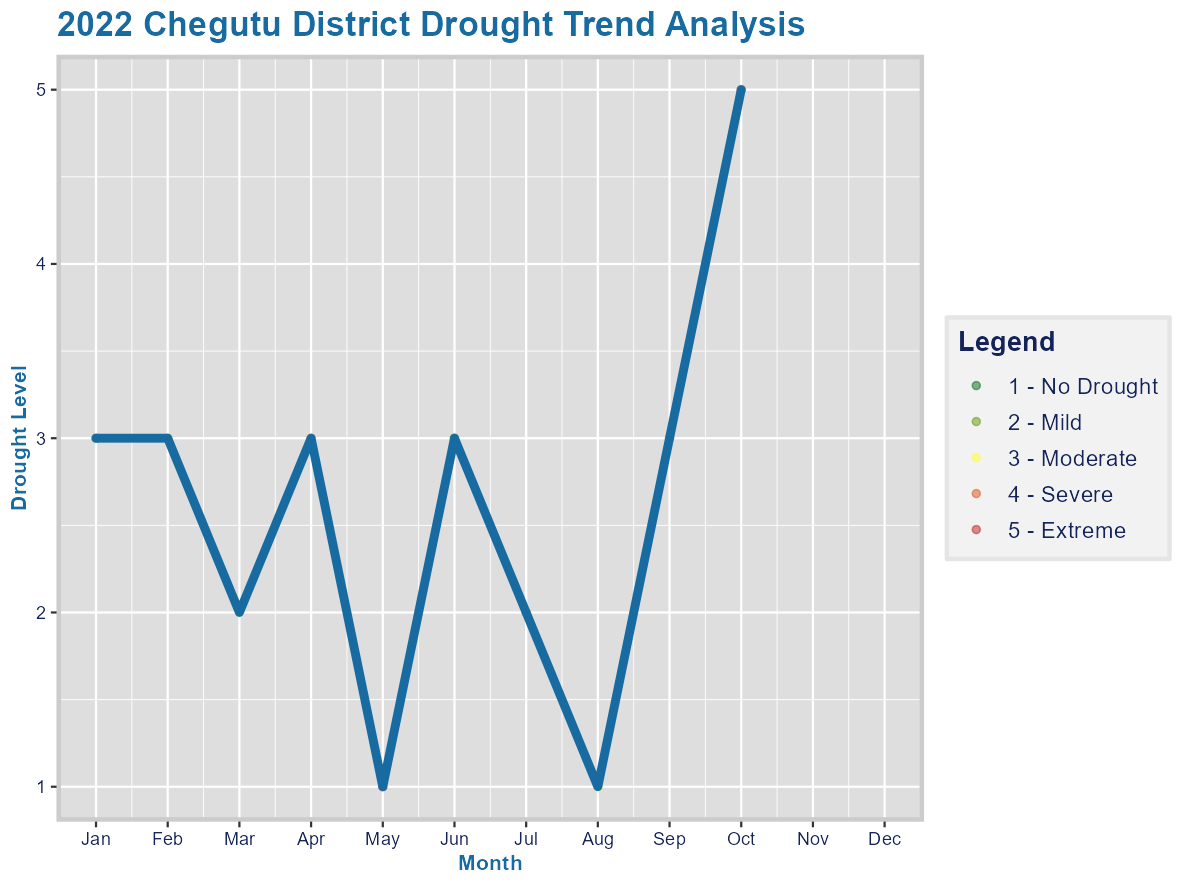 2022 Chegutu District Drought Trend Analysis
Drought Level
5
4
3
2
1
Jan Feb Mar Apr May Jun Jul Aug Sep Oct Nov Dec
Month
Legend
1 - No Drought
2 - Mild
3 - Moderate
4 - Severe
5 - Extreme